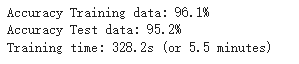 Accuracy Training data: 96.1%
Accuracy Test data: 95.2%
Training time: 328.2s (or 5.5 minutes)